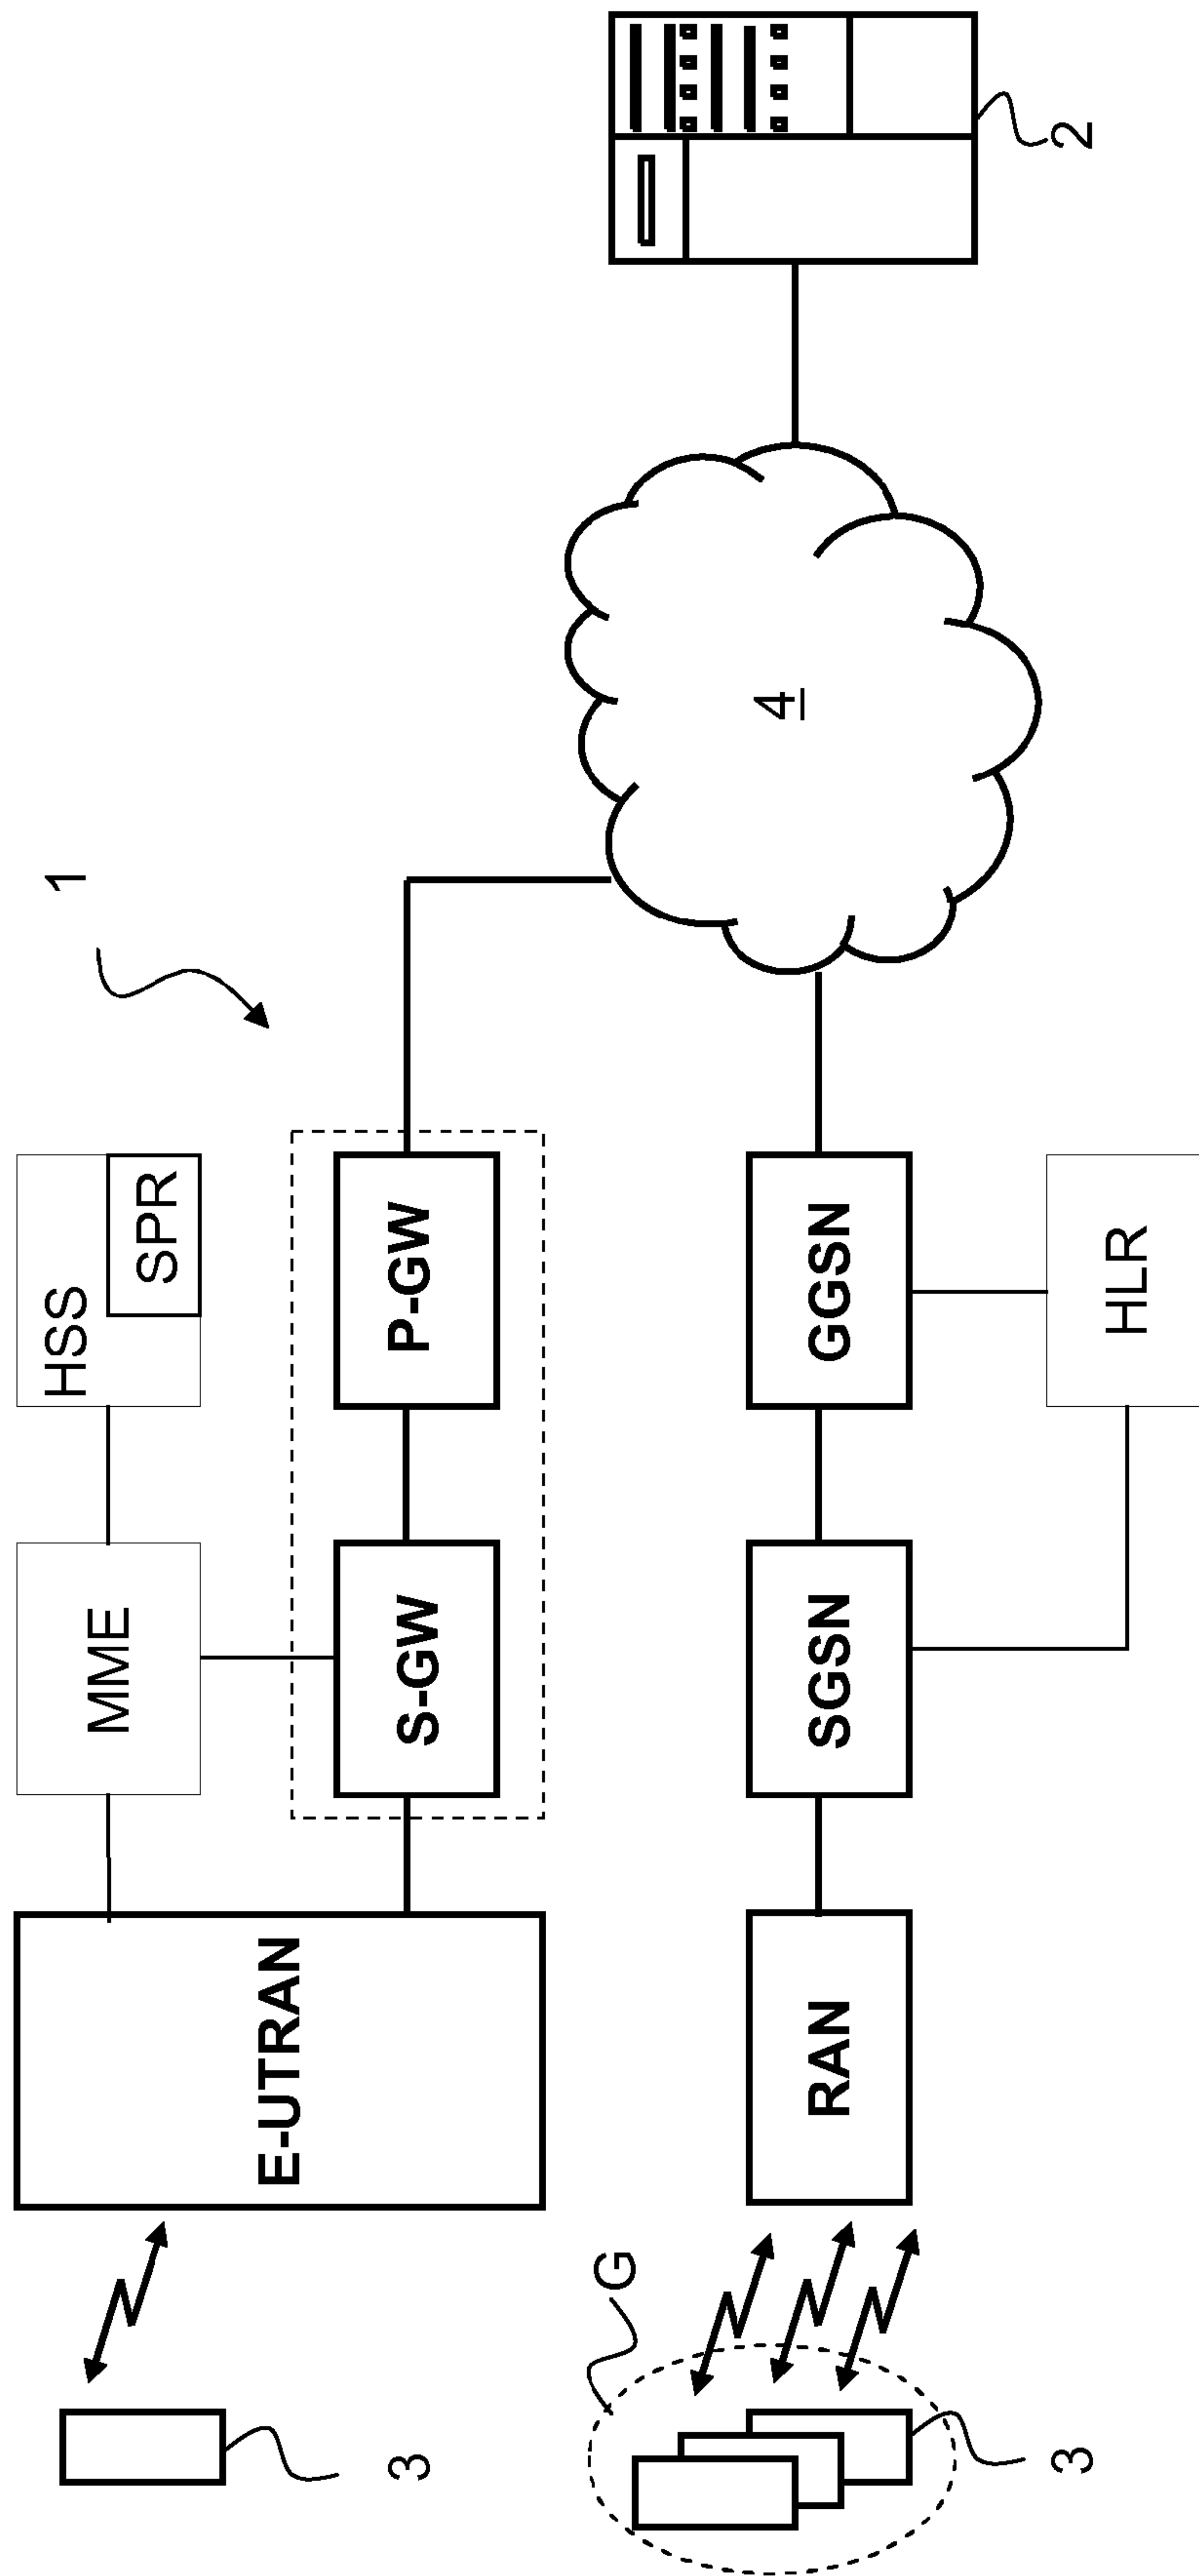 1
HSS
SPR
MME
E-UTRAN
S-GW
P-GW
3
4
2
G
RAN
SGSN
GGSN
HLR
3